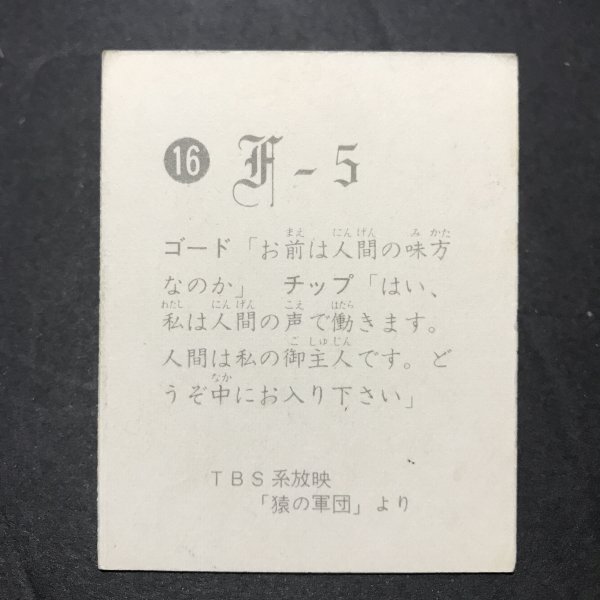 16 F-5
ゴード「お前は人間の味方
なのか」 チップ「はい、
私は人間の声で働きます。
人間は私の御主人です。ど
うぞ中にお入り下さい」
TBS系放映
「猿の軍団」より